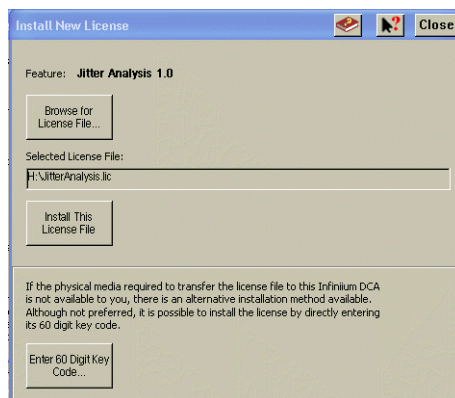 Install New License
Close
Feature: Jitter Analysis 1.0
Browse for
License File...
Selected License File:
H:\JitterAnalysis.lic
Install This
License File
If the physical media required to transfer the license file to this Infiniium DCA
is not available to you, there is an alternative installation method available.
Although not preferred, it is possible to install the license by directly entering
its 60 digit key code.
Enter 60 Digit Key
Code...